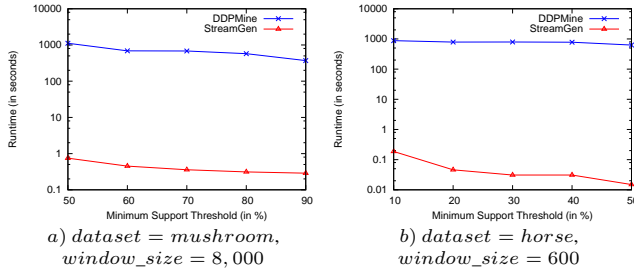 10000
1000
100
10
1
0.1
50 60 70 80 90
Runtime (in seconds)
Minimum Support Threshold (in %)
DDPMine
StreamGen
a) dataset = mushroom,
window_size = 8,000
10000
1000
100
10
1
0.1
0.01
10 20 30 40 50
Runtime (in seconds)
Minimum Support Threshold (in %)
DDPMine
StreamGen
b) dataset = horse,
window_size = 600